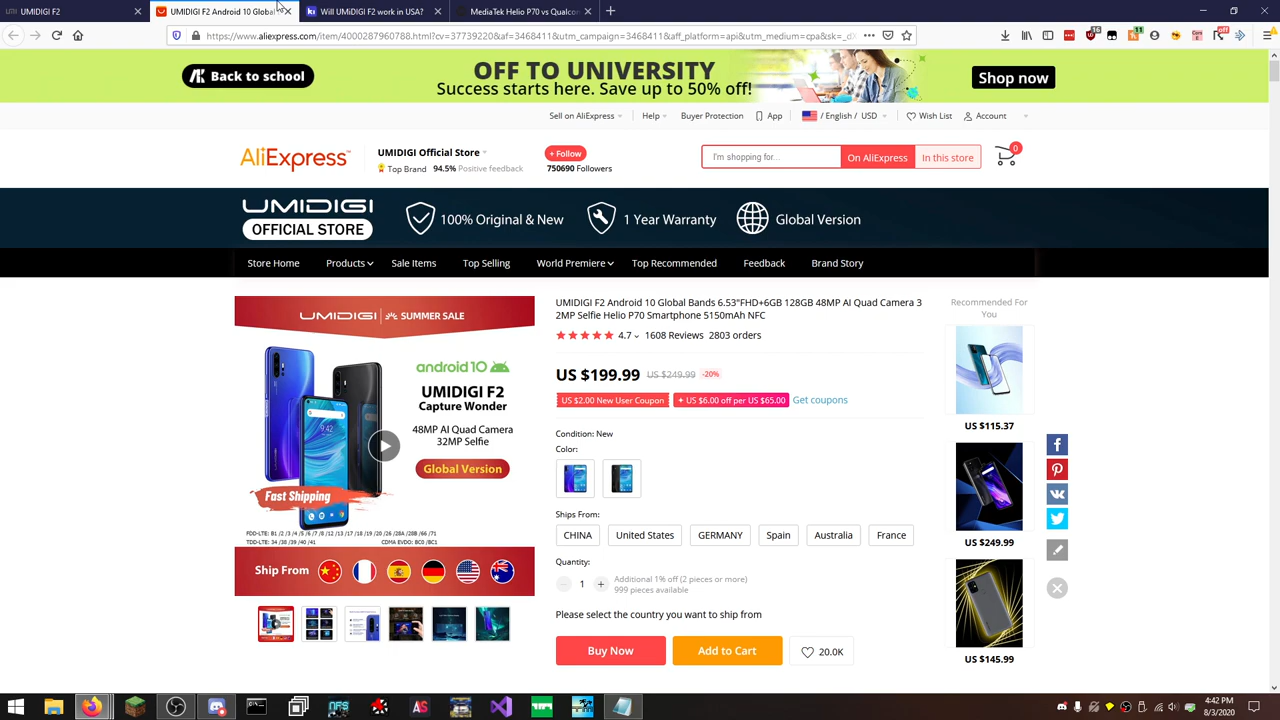 UMIDIGI F2
UMIDIGI F2 Android 10 Global
Will UMIDIGI F2 work in USA?
MediaTek Helio P70 vs Qualcon
https://www.aliexpress.com/item/4000287960788.html?cv=37739220&af=3468411&utm_campaign=3468411&aff_platform=api&utm_medium=cpa&sk=_d
Back to school
OFF TO UNIVERSITY
Success starts here. Save up to 50% off!
Shop now
Sell on AliExpress
Help
Buyer Protection
App
/ English / USD
Wish List
Account
AliExpress
UMIDIGI Official Store
Top Brand 94.5% Positive feedback
+ Follow
750690 Followers
I'm shopping for...
On AliExpress
In this store
0
UMIDIGI
OFFICIAL STORE
100% Original & New
1 Year Warranty
Global Version
Store Home
Products
Sale Items
Top Selling
World Premiere
Top Recommended
Feedback
Brand Story
UMIDIGI
SUMMER SALE
android 10
UMIDIGI F2
Capture Wonder
48MP AI Quad Camera
32MP Selfie
Global Version
9:42
Fast Shipping
FDD-LTE: B1 /2 /3 /4 /5 /6 /7 /8 /12 /13 /17 /18 /19 /20 /26 /28A /28B /66 /71
TDD-LTE: 34 /38 /39 /40 /41
CDMA EVDO: BC0 /BC1
Ship From
UMIDIGI F2 Android 10 Global Bands 6.53"FHD+6GB 128GB 48MP AI Quad Camera 3
2MP Selfie Helio P70 Smartphone 5150mAh NFC
4.7
1608 Reviews
2803 orders
US $199.99
US $249.99
-20%
US $2.00 New User Coupon
+ US $6.00 off per US $65.00
Get coupons
Condition: New
Color:
Ships From:
CHINA
United States
GERMANY
Spain
Australia
France
Quantity:
1
Additional 1% off (2 pieces or more)
999 pieces available
Please select the country you want to ship from
Buy Now
Add to Cart
20.0K
Recommended For
You
US $115.37
US $249.99
US $145.99
4:42 PM
8/3/2020